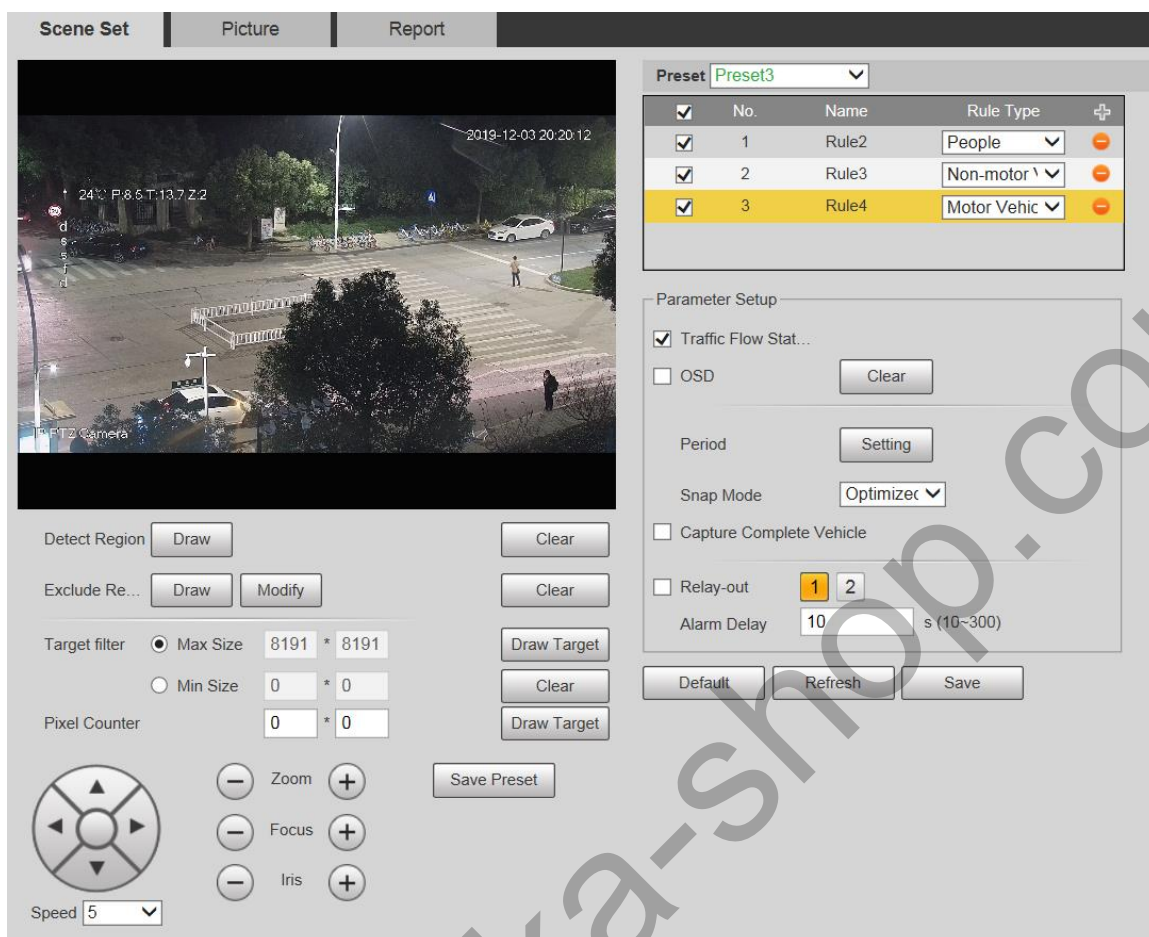 Scene Set Picture Report
Preset Preset3
No. Name Rule Type
1 Rule2 People
2 Rule3 Non-motor
3 Rule4 Motor Vehic
2019-12-03 20:20:12
24℃ P:8.5 T:13.7 Z:2
d
s
s
f
d
IP PTZ Camera
Parameter Setup
Traffic Flow Stat...
OSD Clear
Period Setting
Snap Mode Optimized
Capture Complete Vehicle
Relay-out 1 2
Alarm Delay 10 s (10~300)
Default Refresh Save
Detect Region Draw Clear
Exclude Re... Draw Modify Clear
Target filter Max Size 8191 * 8191 Draw Target
Min Size 0 * 0 Clear
Pixel Counter 0 * 0 Draw Target
Zoom Save Preset
Focus
Iris
Speed 5
ka-shop.co